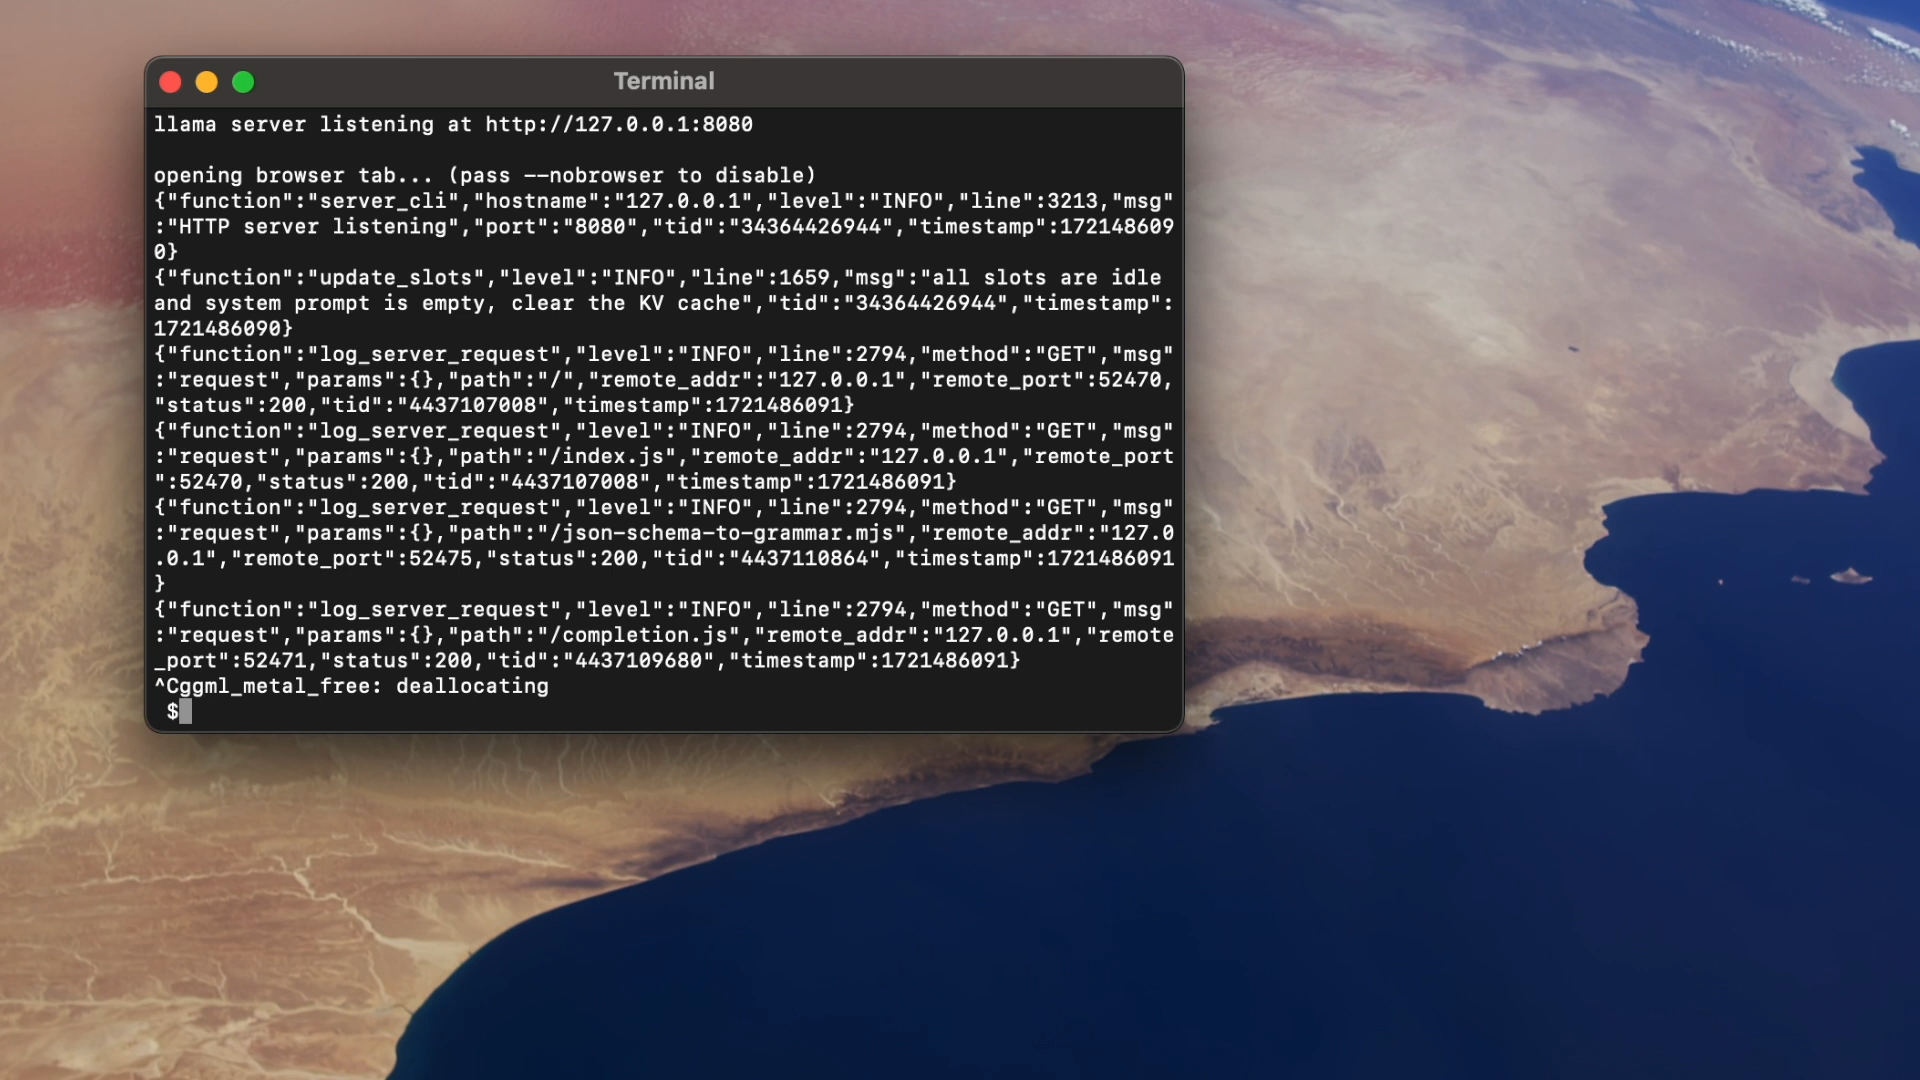 Terminal
llama server listening at http://127.0.0.1:8080
opening browser tab... (pass --nobrowser to disable)
{"function":"server_cli","hostname":"127.0.0.1","level":"INFO","line":3213,"msg"
:"HTTP server listening","port":"8080","tid":"34364426944","timestamp":172148609
0}
{"function":"update_slots","level":"INFO","line":1659,"msg":"all slots are idle
and system prompt is empty, clear the KV cache","tid":"34364426944","timestamp":
1721486090}
{"function":"log_server_request","level":"INFO","line":2794,"method":"GET","msg"
:"request","params":{},"path":"/","remote_addr":"127.0.0.1","remote_port":52470,
"status":200,"tid":"4437107008","timestamp":1721486091}
{"function":"log_server_request","level":"INFO","line":2794,"method":"GET","msg"
:"request","params":{},"path":"/index.js","remote_addr":"127.0.0.1","remote_port
":52470,"status":200,"tid":"4437107008","timestamp":1721486091}
{"function":"log_server_request","level":"INFO","line":2794,"method":"GET","msg"
:"request","params":{},"path":"/json-schema-to-grammar.mjs","remote_addr":"127.0
.0.1","remote_port":52475,"status":200,"tid":"4437110864","timestamp":1721486091
}
{"function":"log_server_request","level":"INFO","line":2794,"method":"GET","msg"
:"request","params":{},"path":"/completion.js","remote_addr":"127.0.0.1","remote
_port":52471,"status":200,"tid":"4437109680","timestamp":1721486091}
^Cggml_metal_free: deallocating
$